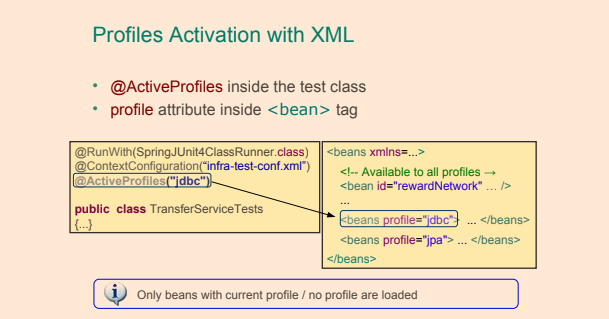 Profiles Activation with XML
• @ActiveProfiles inside the test class
• profile attribute inside <bean> tag
@RunWith(SpringJUnit4ClassRunner.class)
@ContextConfiguration("infra-test-conf.xml")
@ActiveProfiles("jdbc")
public class TransferServiceTests
{...}
<beans xmlns=...>
<!-- Available to all profiles →
<bean id="rewardNetwork" … />
...
<beans profile="jdbc"> ... </beans>
<beans profile="jpa"> ... </beans>
</beans>
Only beans with current profile / no profile are loaded